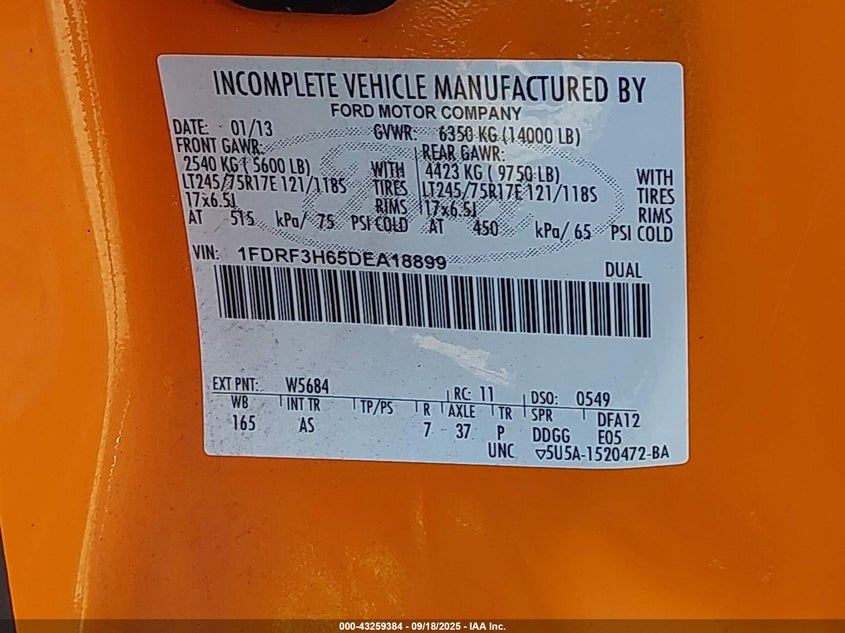 INCOMPLETE VEHICLE MANUFACTURED BY
FORD MOTOR COMPANY
DATE: 01/13 GVWR: 6350 KG (14000 LB)
FRONT GAWR: REAR GAWR:
2540 KG ( 5600 LB) WITH 4423 KG ( 9750 LB) WITH
LT245/75R17E 121/118S TIRES LT245/75R17E 121/118S TIRES
17x6.5J RIMS 17x6.5J RIMS
AT 515 kPa/ 75 PSI COLD AT 450 kPa/ 65 PSI COLD
VIN: 1FDRF3H65DEA18899 DUAL
EXT PNT: W5684 RC: 11 DSO: 0549
WB INT TR TP/PS R AXLE TR SPR DFA12
165 AS 7 37 P DDGG E05
UNC ▽5U5A-1520472-BA
000-43259384 - 09/18/2025 - IAA Inc.